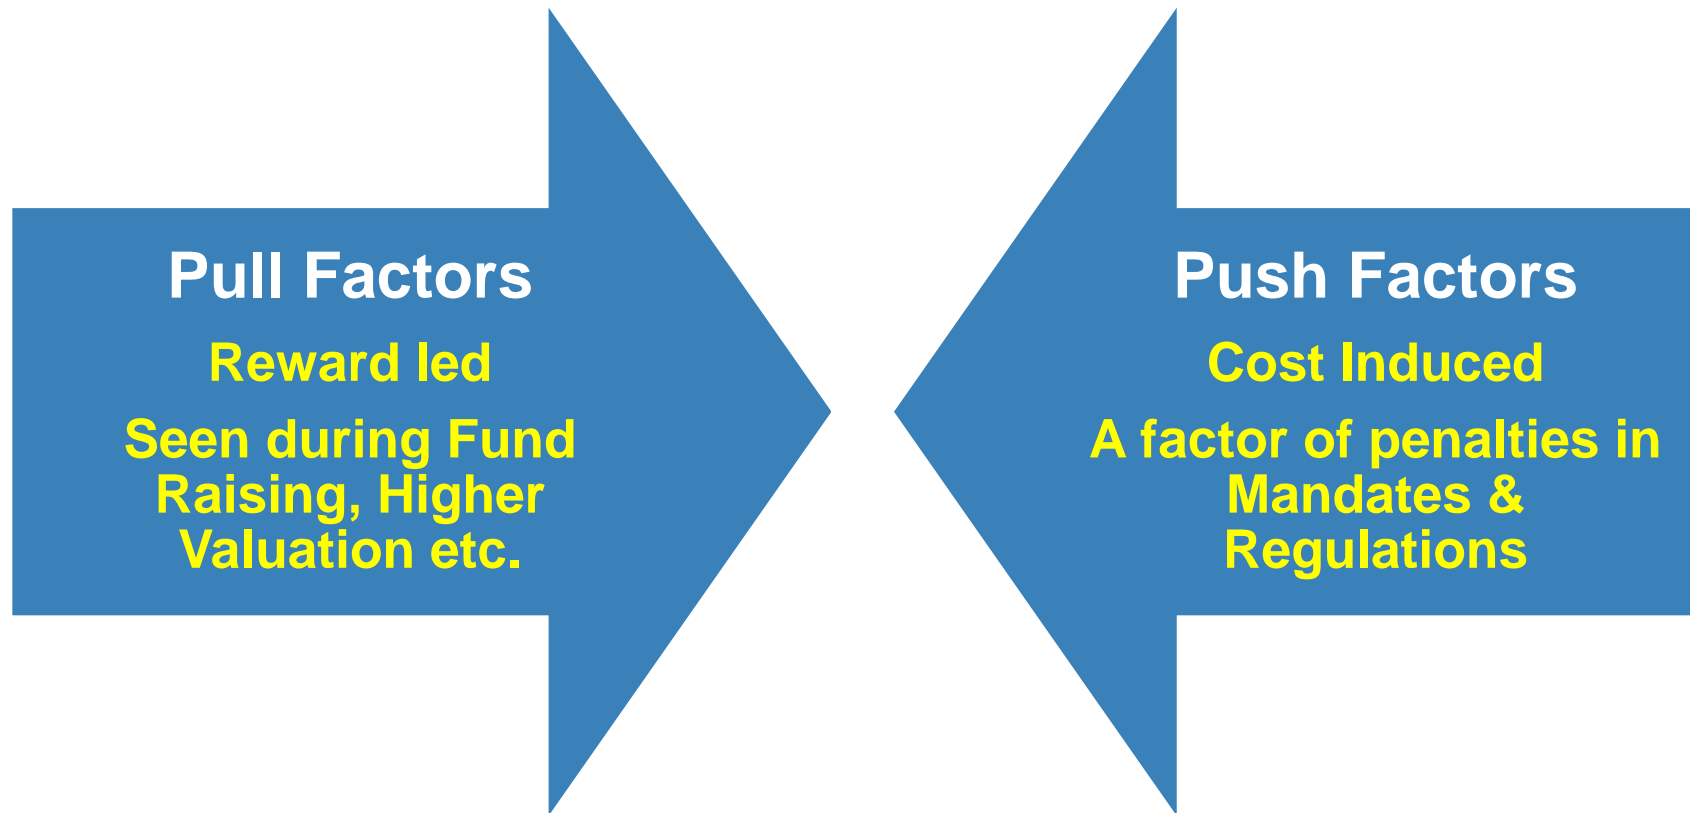 Pull Factors
Reward led
Seen during Fund
Raising, Higher
Valuation etc.
Push Factors
Cost Induced
A factor of penalties in
Mandates &
Regulations